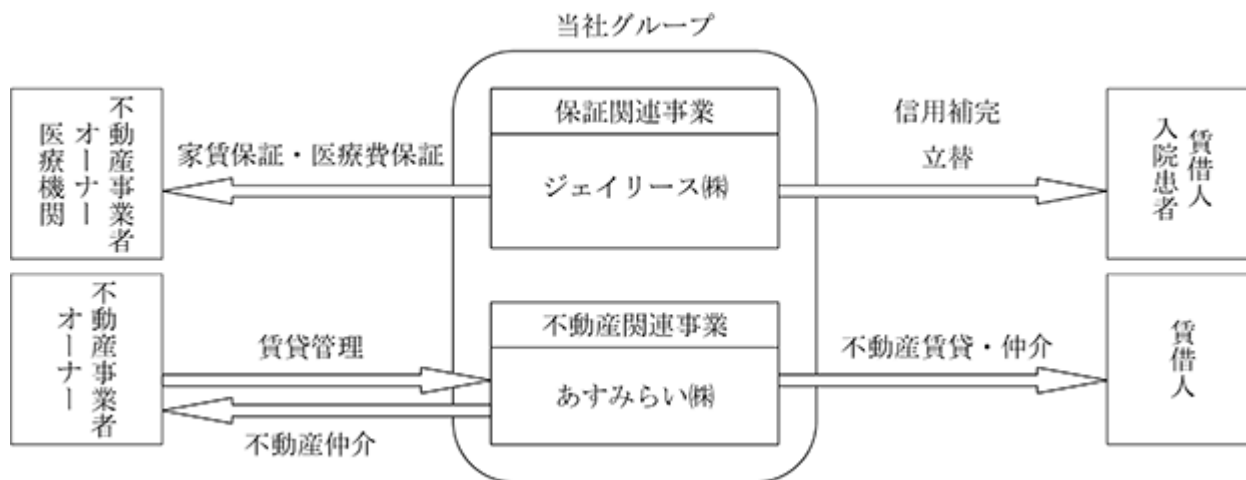 当社グループ
不動産事業者
オーナー
医療機関
家賃保証・医療費保証
保証関連事業
ジェイリース㈱
信用補完
立替
賃借人
入院患者
不動産事業者
オーナー
賃貸管理
不動産仲介
不動産関連事業
あすみらい㈱
不動産賃貸・仲介
賃借人